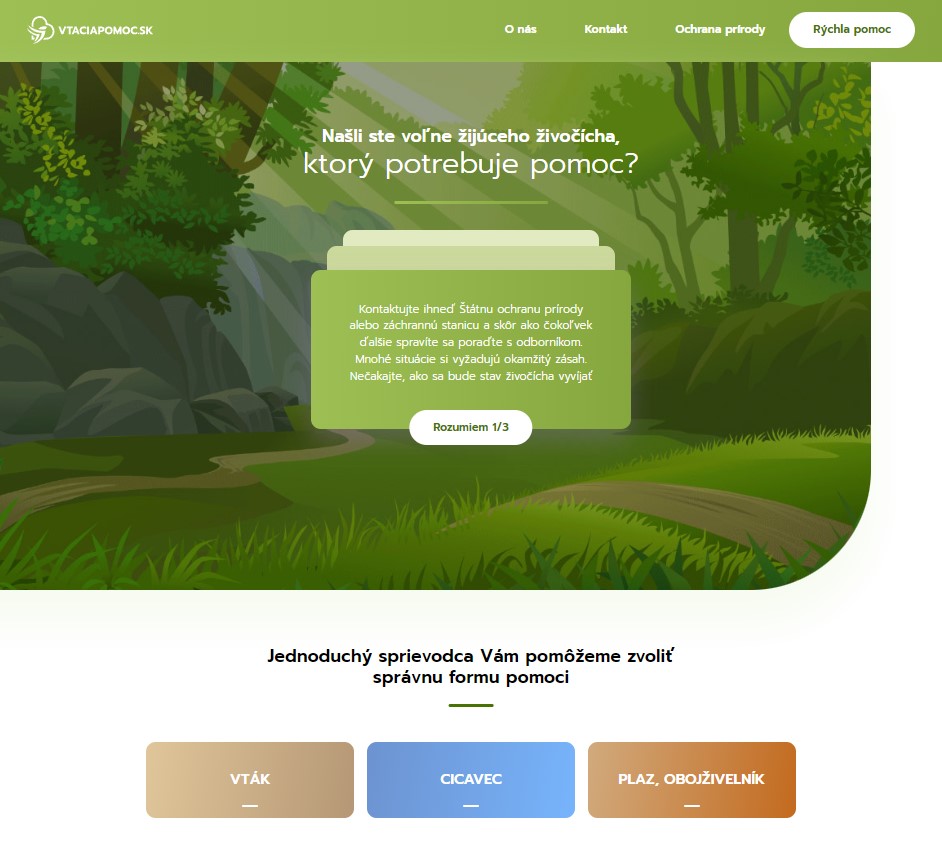 VTACIAPOMOC.SK
O nás
Kontakt
Ochrana prírody
Rýchla pomoc
Našli ste voľne žijúceho živočícha,
ktorý potrebuje pomoc?
Kontaktujte ihneď Štátnu ochranu prírody
alebo záchrannú stanicu a skôr ako čokoľvek
ďalšie spravíte sa poraďte s odborníkom.
Mnohé situácie si vyžadujú okamžitý zásah.
Nečakajte, ako sa bude stav živočícha vyvíjať
Rozumiem 1/3
Jednoduchý sprievodca Vám pomôžeme zvoliť
správnu formu pomoci
VTÁK
CICAVEC
PLAZ, OBOJŽIVELNÍK